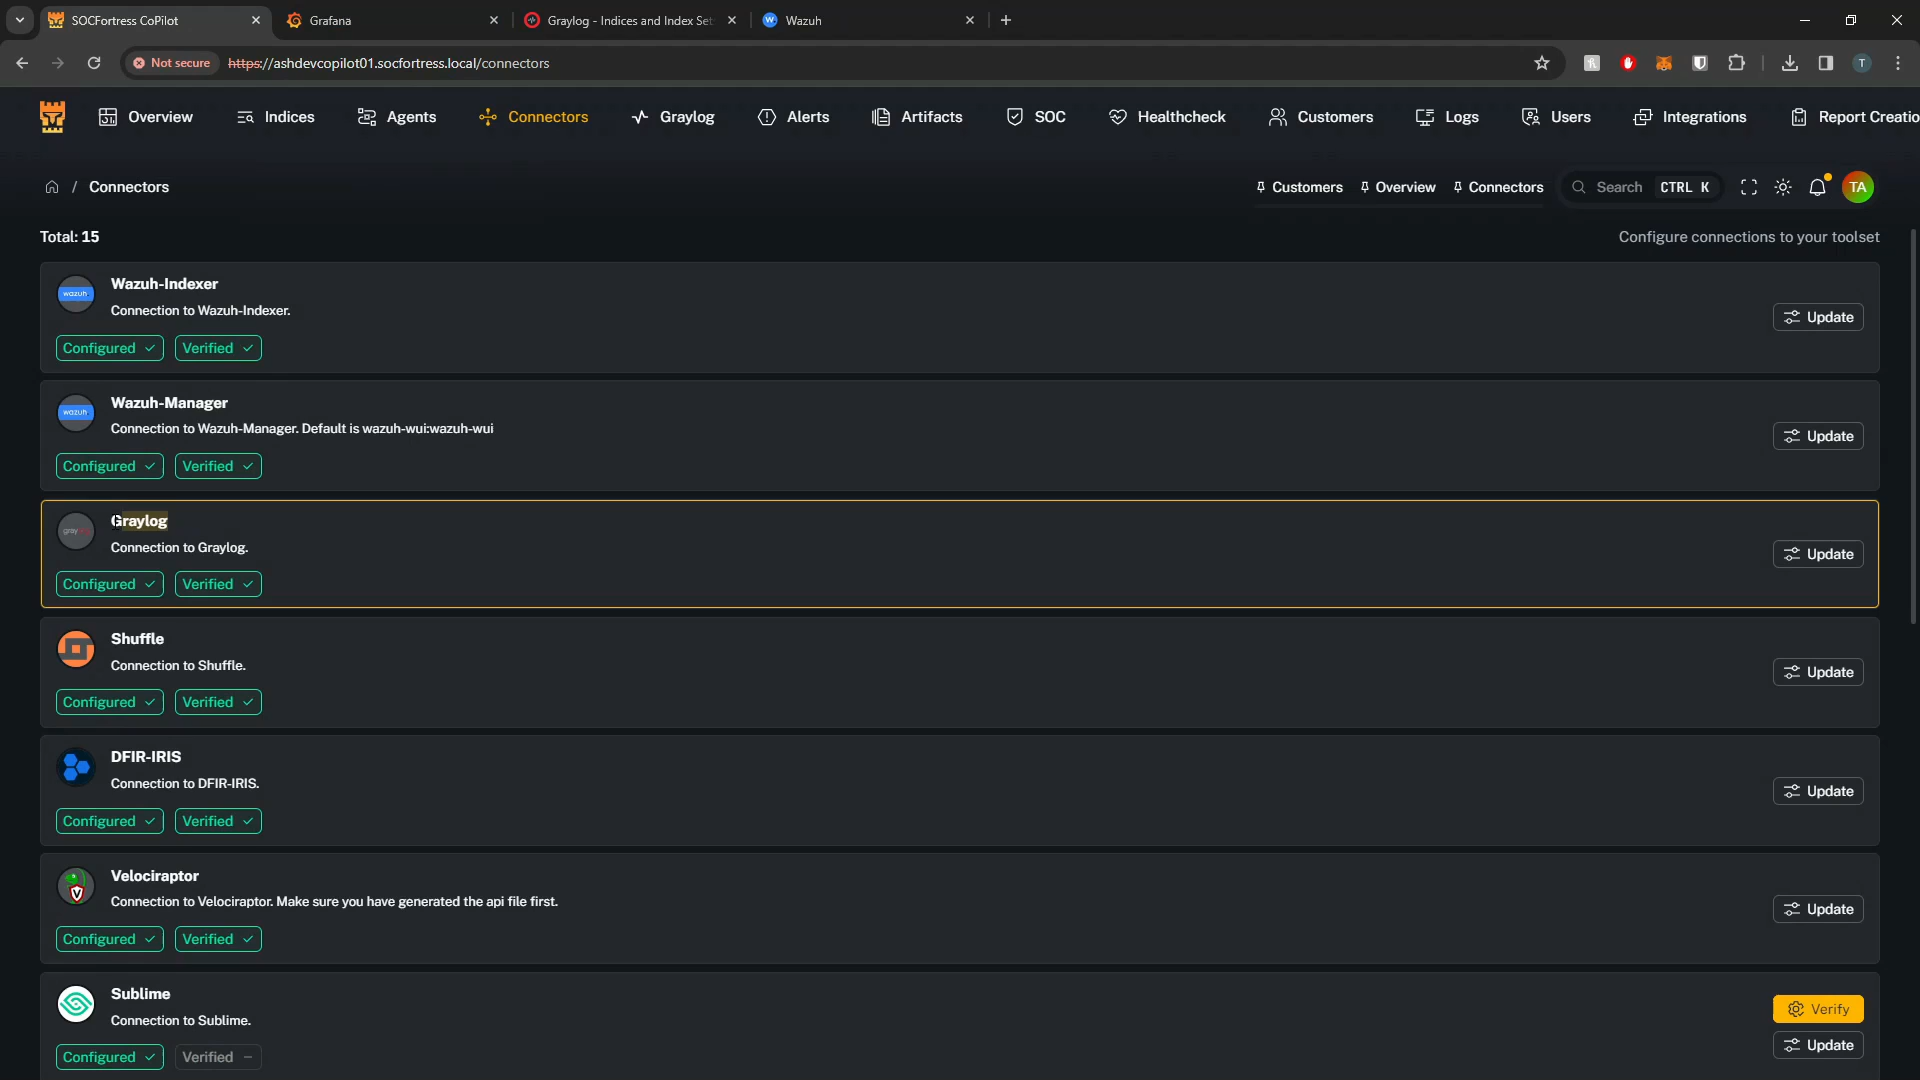 SOCFortress CoPilot
Grafana
Graylog - Indices and Index Set
Wazuh
Not secure
https://ashdevcopilot01.socfortress.local/connectors
T
Overview
Indices
Agents
Connectors
Graylog
Alerts
Artifacts
SOC
Healthcheck
Customers
Logs
Users
Integrations
Report Creatio
/ Connectors
Customers
Overview
Connectors
Search CTRL K
TA
Total: 15
Configure connections to your toolset
wazuh.
Wazuh-Indexer
Connection to Wazuh-Indexer.
Update
Configured
Verified
wazuh.
Wazuh-Manager
Connection to Wazuh-Manager. Default is wazuh-wui:wazuh-wui
Update
Configured
Verified
Graylog
Connection to Graylog.
Update
Configured
Verified
Shuffle
Connection to Shuffle.
Update
Configured
Verified
DFIR-IRIS
Connection to DFIR-IRIS.
Update
Configured
Verified
Velociraptor
Connection to Velociraptor. Make sure you have generated the api file first.
Update
Configured
Verified
Sublime
Connection to Sublime.
Verify
Update
Configured
Verified